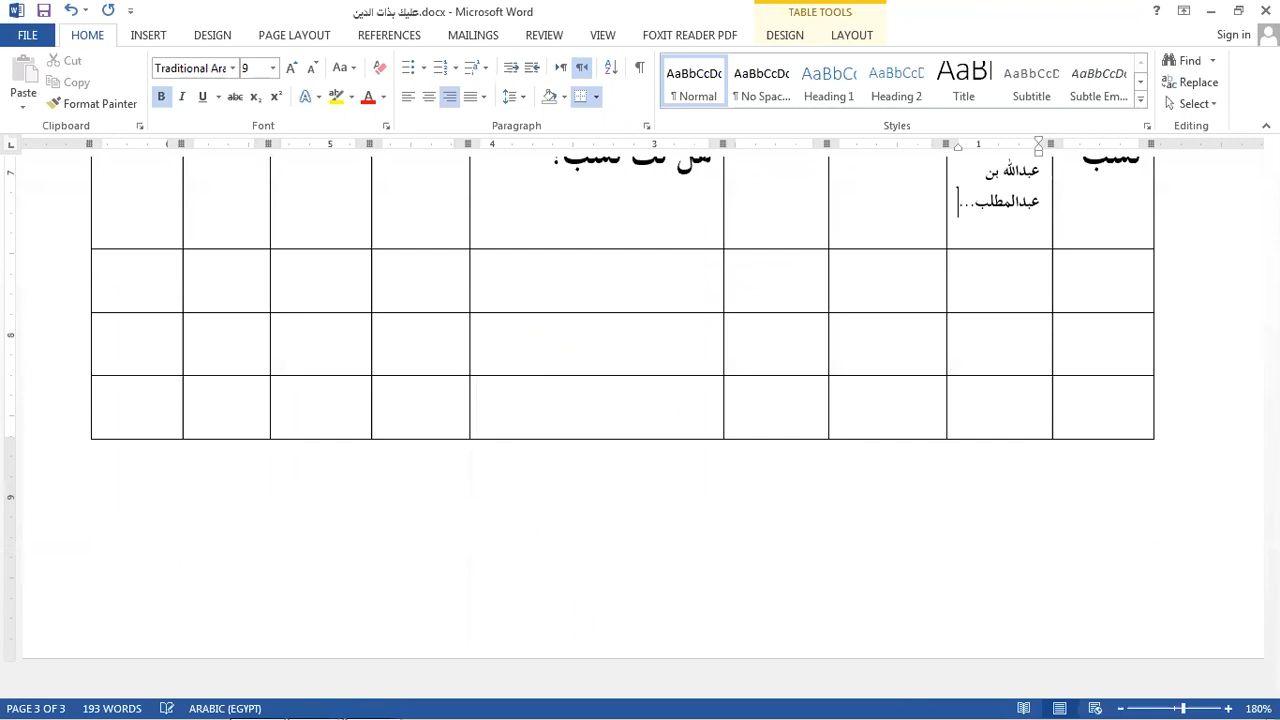 عليك بذات الدين.docx - Microsoft Word
TABLE TOOLS
?
FILE
HOME
INSERT
DESIGN
PAGE LAYOUT
REFERENCES
MAILINGS
REVIEW
VIEW
FOXIT READER PDF
DESIGN
LAYOUT
Sign in
Paste
Cut
Copy
Format Painter
Clipboard
Traditional Ara
9
Font
Paragraph
AaBbCcDc
¶ Normal
AaBbCcDc
¶ No Spac...
AaBbCc
Heading 1
AaBbCcD
Heading 2
AaBl
Title
AaBbCcD
Subtitle
AaBbCcDc
Subtle Em...
Styles
Find
Replace
Select
Editing
عبدالله بن
عبدالمطلب...
PAGE 3 OF 3
193 WORDS
ARABIC (EGYPT)
180%